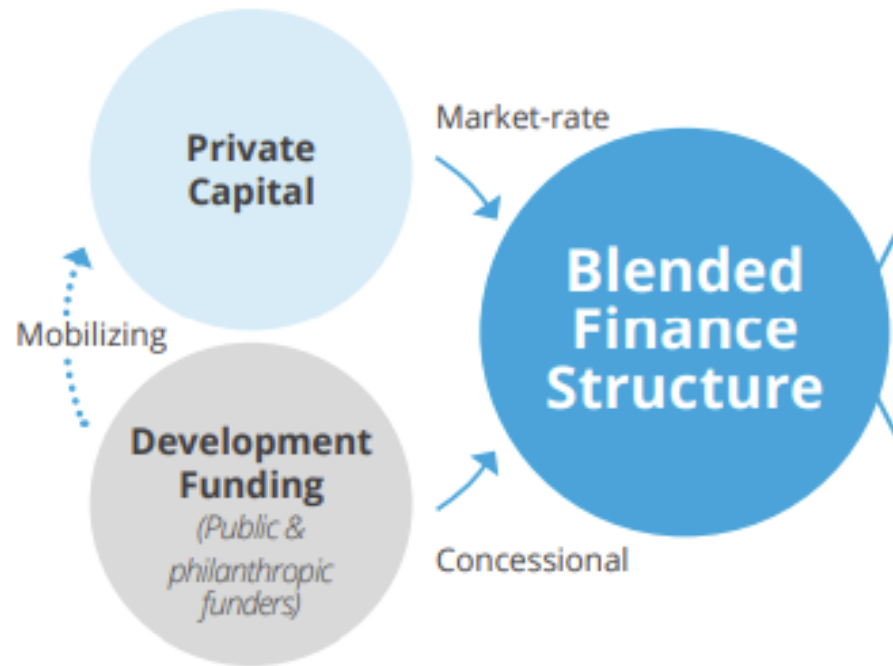 Private
Capital
Market-rate
Mobilizing
Blended
Finance
Structure
Development
Funding
(Public &
philanthropic
funders)
Concessional